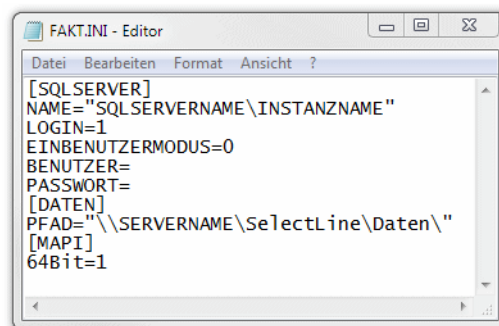 FAKT.INI - Editor
Datei Bearbeiten Format Ansicht ?
[SQLSERVER]
NAME="SQLSERVERNAME\INSTANZNAME"
LOGIN=1
EINBENUTZERMODUS=0
BENUTZER=
PASSWORT=
[DATEN]
PFAD="\\SERVERNAME\SelectLine\Daten\"
[MAPI]
64Bit=1